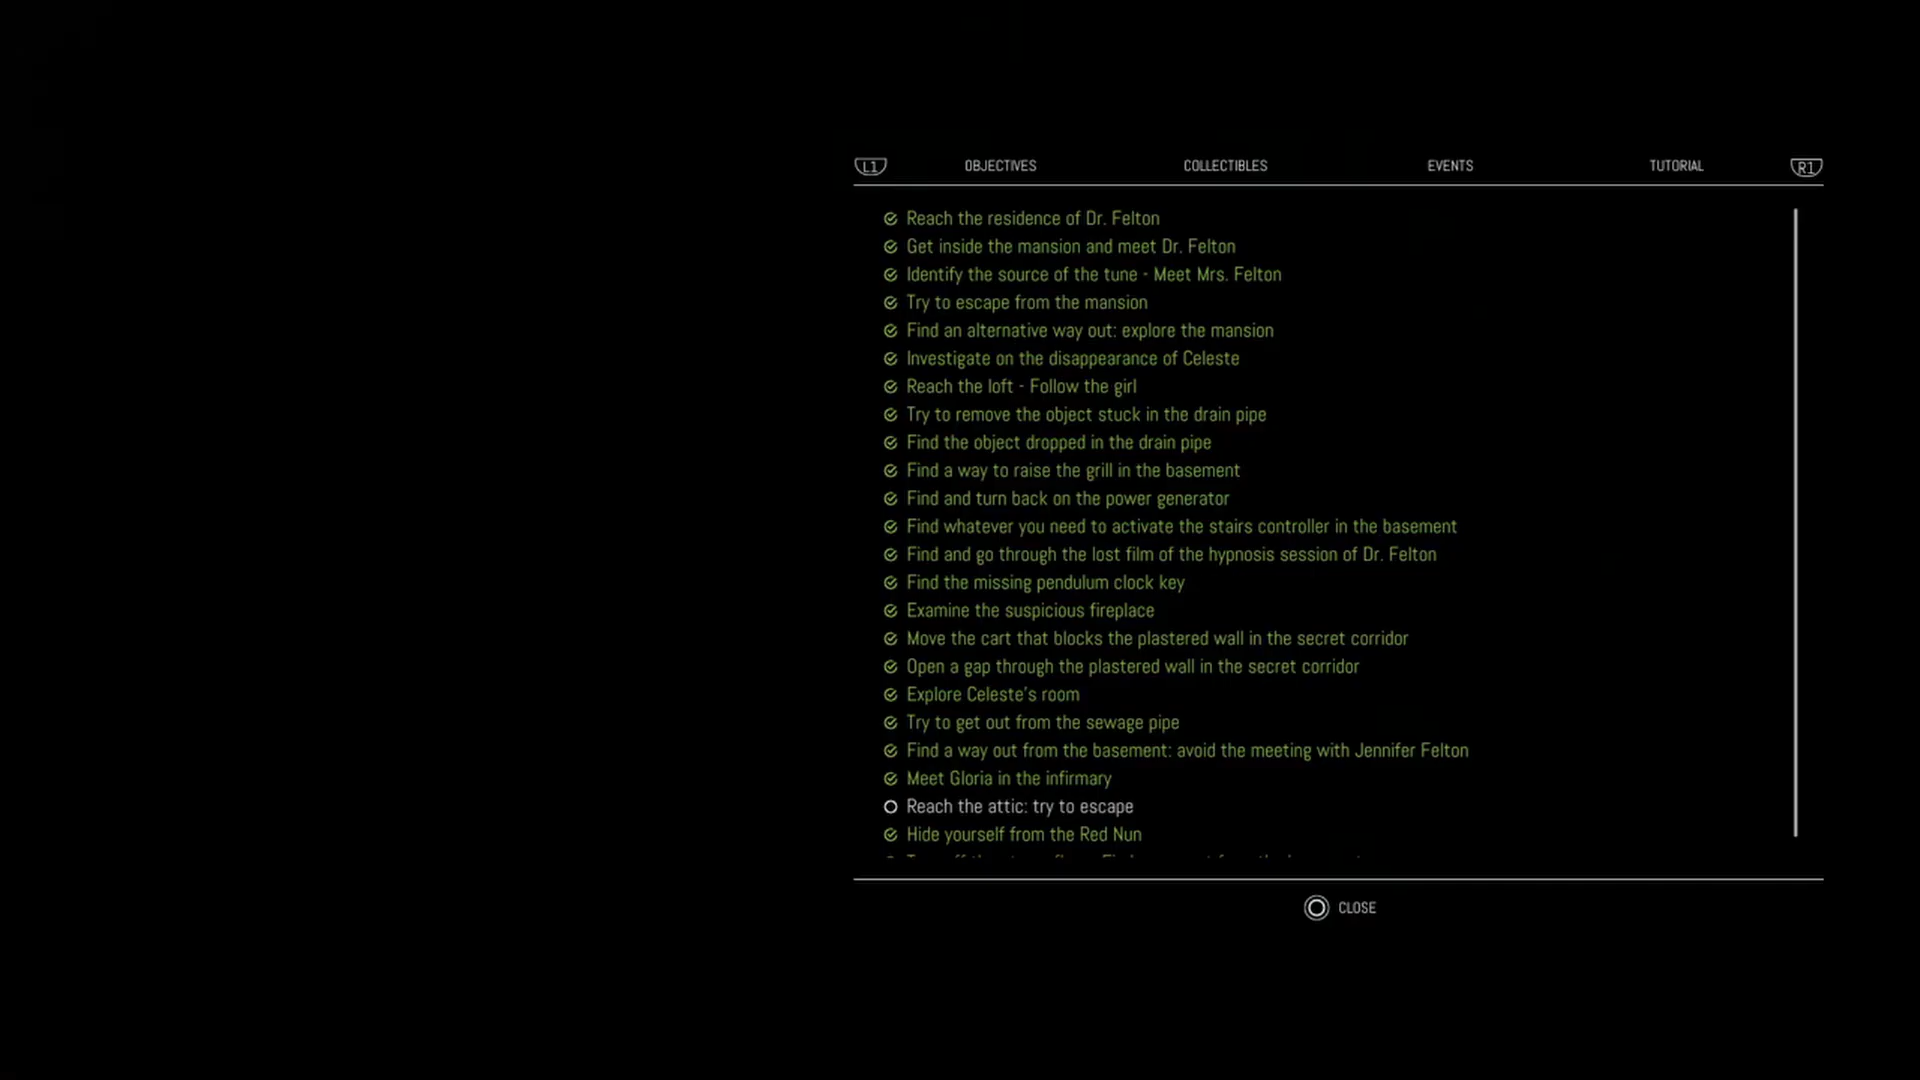 L1 OBJECTIVES COLLECTIBLES EVENTS TUTORIAL R1
Reach the residence of Dr. Felton
Get inside the mansion and meet Dr. Felton
Identify the source of the tune - Meet Mrs. Felton
Try to escape from the mansion
Find an alternative way out: explore the mansion
Investigate on the disappearance of Celeste
Reach the loft - Follow the girl
Try to remove the object stuck in the drain pipe
Find the object dropped in the drain pipe
Find a way to raise the grill in the basement
Find and turn back on the power generator
Find whatever you need to activate the stairs controller in the basement
Find and go through the lost film of the hypnosis session of Dr. Felton
Find the missing pendulum clock key
Examine the suspicious fireplace
Move the cart that blocks the plastered wall in the secret corridor
Open a gap through the plastered wall in the secret corridor
Explore Celeste's room
Try to get out from the sewage pipe
Find a way out from the basement: avoid the meeting with Jennifer Felton
Meet Gloria in the infirmary
Reach the attic: try to escape
Hide yourself from the Red Nun
CLOSE